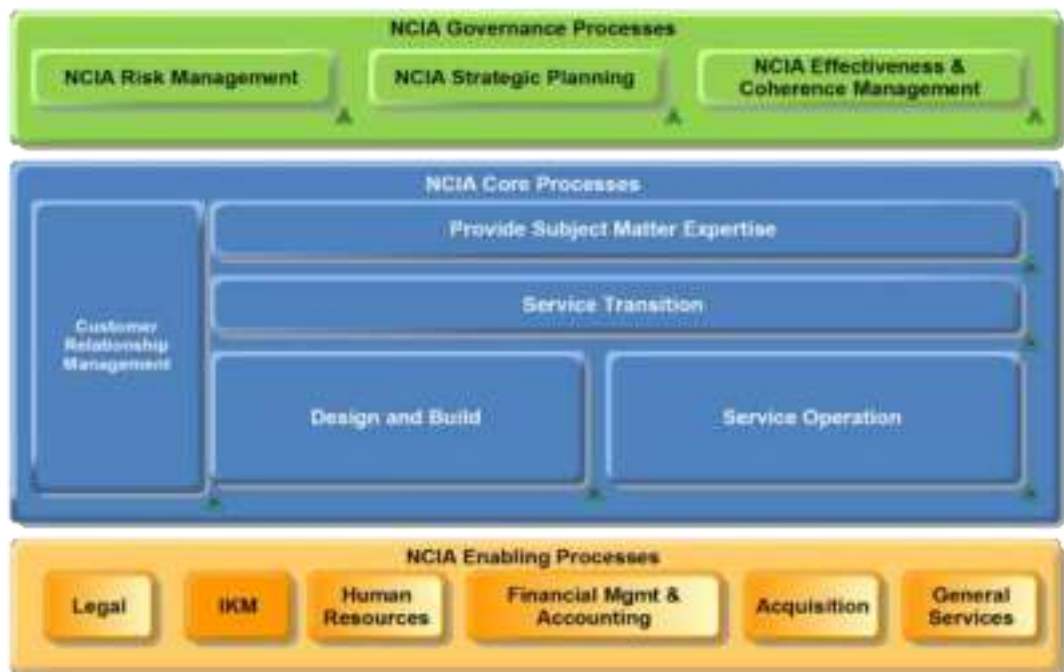 NCIA Governance Processes
NCIA Risk Management
NCIA Strategic Planning
NCIA Effectiveness &
Coherence Management
NCIA Core Processes
Customer
Relationship
Management
Provide Subject Matter Expertise
Service Transition
Design and Build
Service Operation
NCIA Enabling Processes
Legal
IKM
Human
Resources
Financial Mgmt &
Accounting
Acquisition
General
Services